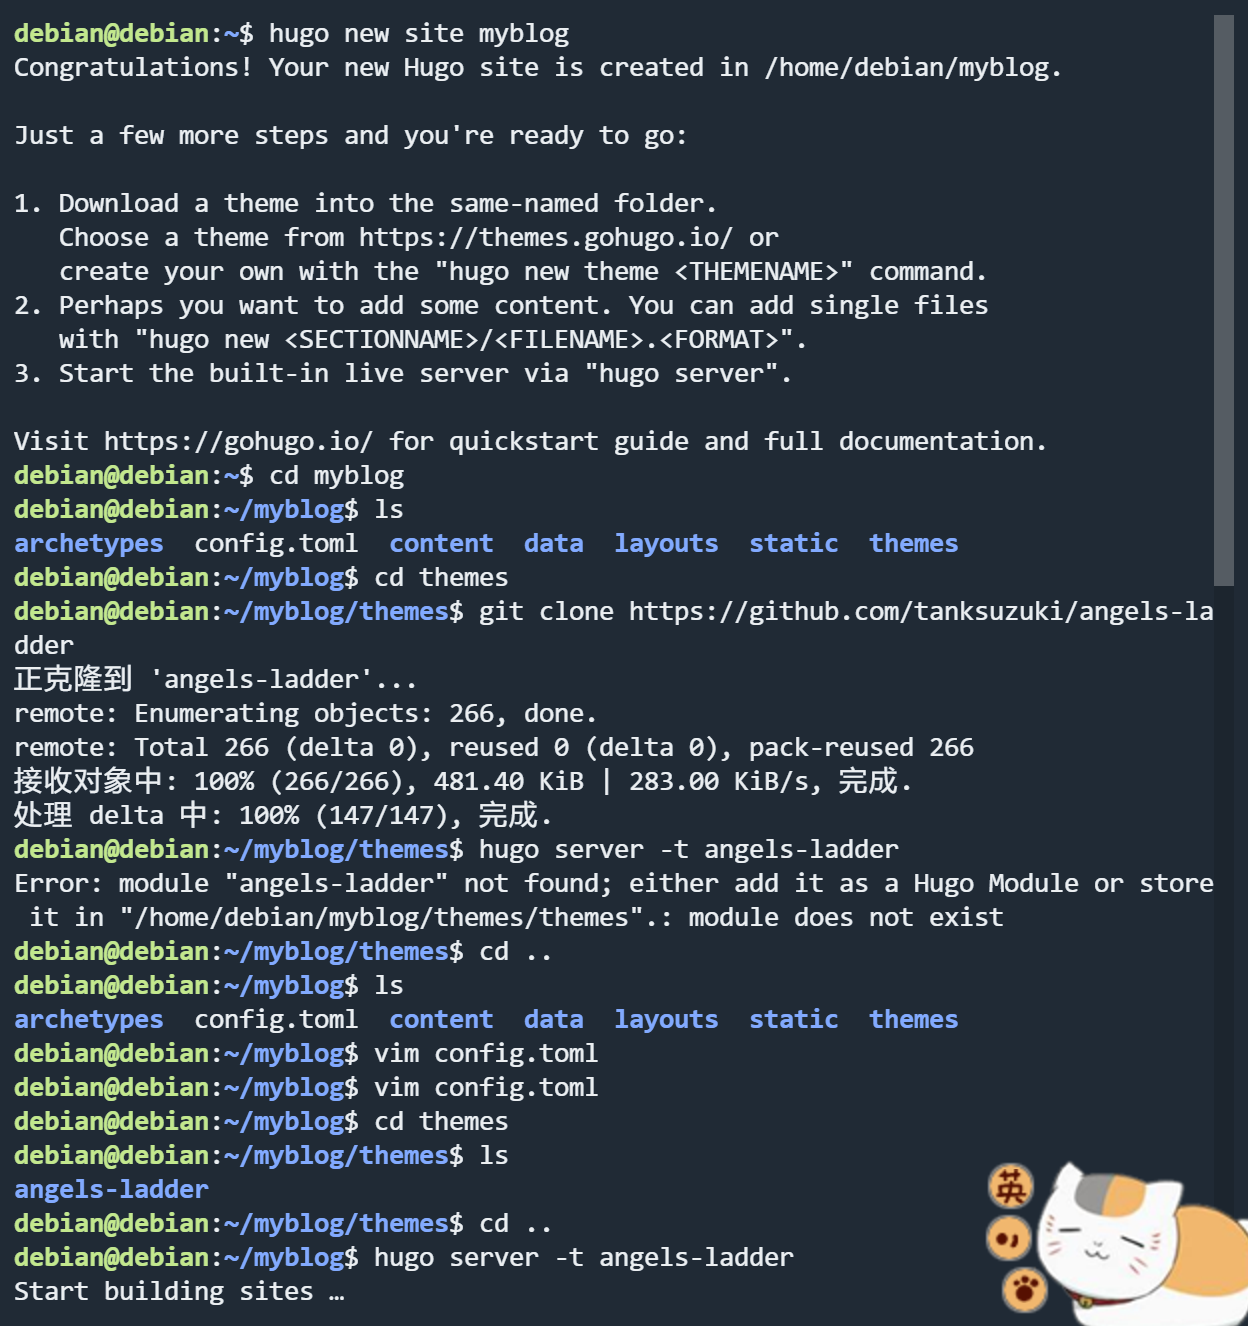 debian@debian:~$ hugo new site myblog
Congratulations! Your new Hugo site is created in /home/debian/myblog.
Just a few more steps and you're ready to go:
1. Download a theme into the same-named folder.
   Choose a theme from https://themes.gohugo.io/ or
   create your own with the "hugo new theme <THEMENAME>" command.
2. Perhaps you want to add some content. You can add single files
   with "hugo new <SECTIONNAME>/<FILENAME>.<FORMAT>".
3. Start the built-in live server via "hugo server".
Visit https://gohugo.io/ for quickstart guide and full documentation.
debian@debian:~$ cd myblog
debian@debian:~/myblog$ ls
archetypes  config.toml  content  data  layouts  static  themes
debian@debian:~/myblog$ cd themes
debian@debian:~/myblog/themes$ git clone https://github.com/tanksuzuki/angels-la
dder
正克隆到 'angels-ladder'...
remote: Enumerating objects: 266, done.
remote: Total 266 (delta 0), reused 0 (delta 0), pack-reused 266
接收对象中: 100% (266/266), 481.40 KiB | 283.00 KiB/s, 完成.
处理 delta 中: 100% (147/147), 完成.
debian@debian:~/myblog/themes$ hugo server -t angels-ladder
Error: module "angels-ladder" not found; either add it as a Hugo Module or store
 it in "/home/debian/myblog/themes/themes".: module does not exist
debian@debian:~/myblog/themes$ cd ..
debian@debian:~/myblog$ ls
archetypes  config.toml  content  data  layouts  static  themes
debian@debian:~/myblog$ vim config.toml
debian@debian:~/myblog$ vim config.toml
debian@debian:~/myblog$ cd themes
debian@debian:~/myblog/themes$ ls
angels-ladder
debian@debian:~/myblog/themes$ cd ..
debian@debian:~/myblog$ hugo server -t angels-ladder
Start building sites …
英